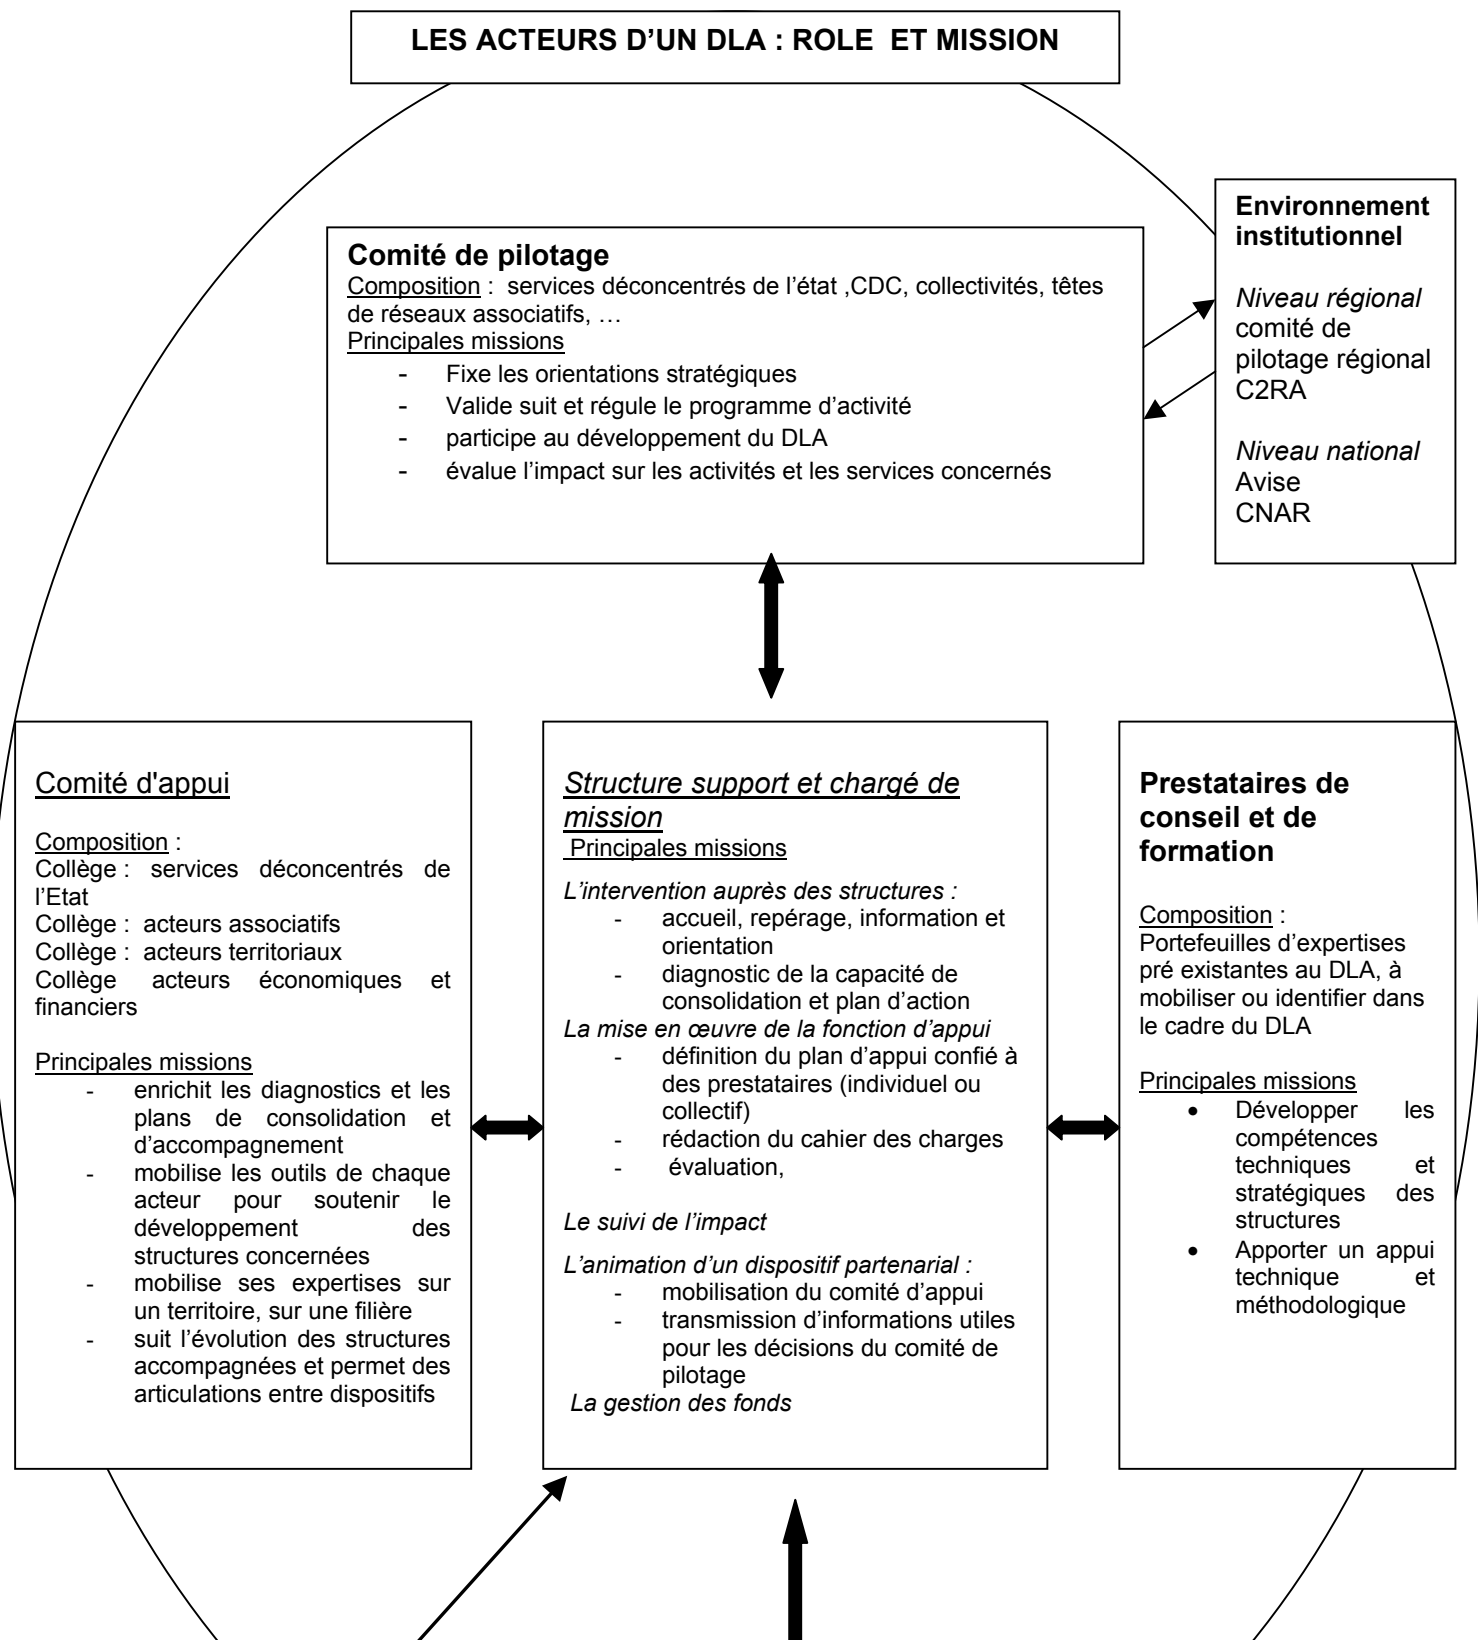 LES ACTEURS D'UN DLA : ROLE ET MISSION
Comité de pilotage
Composition : services déconcentrés de l'état ,CDC, collectivités, têtes
de réseaux associatifs, …
Principales missions
- Fixe les orientations stratégiques
- Valide suit et régule le programme d'activité
- participe au développement du DLA
- évalue l'impact sur les activités et les services concernés
Environnement
institutionnel
Niveau régional
comité de
pilotage régional
C2RA
Niveau national
Avise
CNAR
Comité d'appui
Composition :
Collège : services déconcentrés de
l'Etat
Collège : acteurs associatifs
Collège : acteurs territoriaux
Collège acteurs économiques et
financiers
Principales missions
- enrichit les diagnostics et les
plans de consolidation et
d'accompagnement
- mobilise les outils de chaque
acteur pour soutenir le
développement des
structures concernées
- mobilise ses expertises sur
un territoire, sur une filière
- suit l'évolution des structures
accompagnées et permet des
articulations entre dispositifs
Structure support et chargé de
mission
Principales missions
L'intervention auprès des structures :
- accueil, repérage, information et
orientation
- diagnostic de la capacité de
consolidation et plan d'action
La mise en œuvre de la fonction d'appui
- définition du plan d'appui confié à
des prestataires (individuel ou
collectif)
- rédaction du cahier des charges
- évaluation,
Le suivi de l'impact
L'animation d'un dispositif partenarial :
- mobilisation du comité d'appui
- transmission d'informations utiles
pour les décisions du comité de
pilotage
La gestion des fonds
Prestataires de
conseil et de
formation
Composition :
Portefeuilles d'expertises
pré existantes au DLA, à
mobiliser ou identifier dans
le cadre du DLA
Principales missions
• Développer les
compétences
techniques et
stratégiques des
structures
• Apporter un appui
technique et
méthodologique